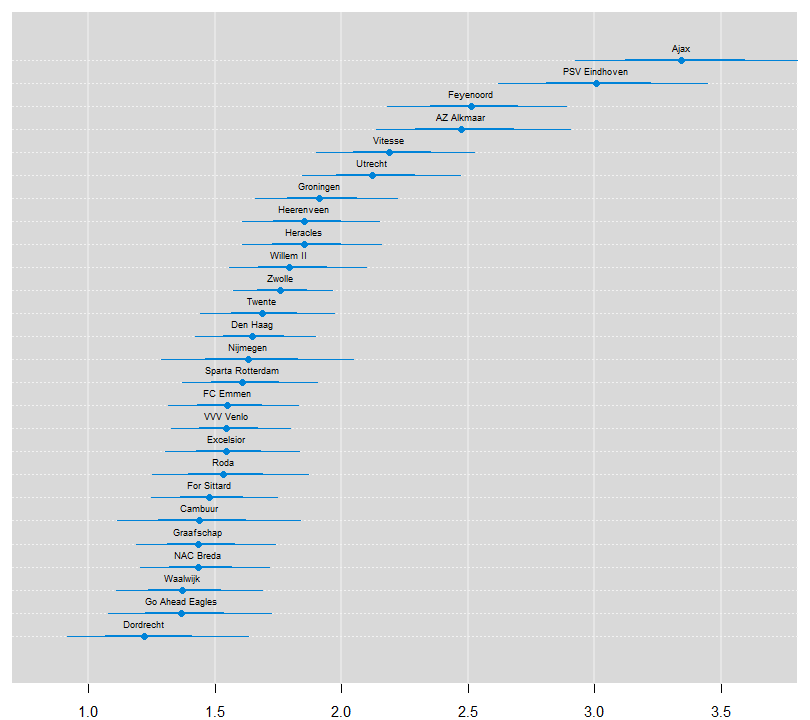 Ajax
PSV Eindhoven
Feyenoord
AZ Alkmaar
Vitesse
Utrecht
Groningen
Heerenveen
Heracles
Willem II
Zwolle
Twente
Den Haag
Nijmegen
Sparta Rotterdam
FC Emmen
VVV Venlo
Excelsior
Roda
For Sittard
Cambuur
Graafschap
NAC Breda
Waalwijk
Go Ahead Eagles
Dordrecht
1.0 1.5 2.0 2.5 3.0 3.5